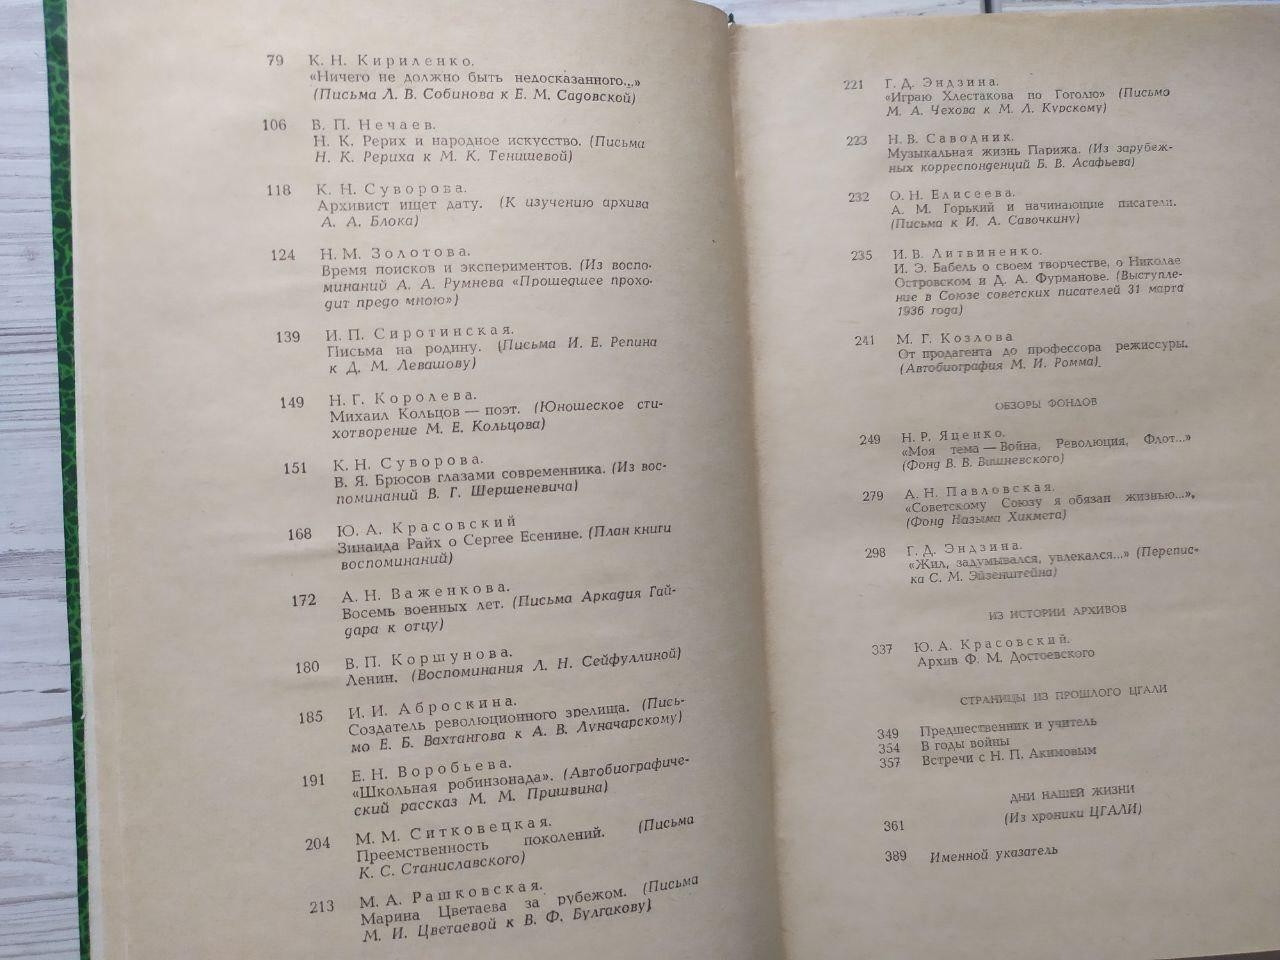 79 К. Н. Кириленко.
«Ничего не должно быть недосказанного...»
(Письма Л. В. Собинова к Е. М. Садовской)
106 В. П. Нечаев.
Н. К. Рерих и народное искусство. (Письма
Н. К. Рериха к М. К. Тенишевой)
118 К. Н. Суворова.
Архивист ищет дату. (К изучению архива
А. А. Блока)
124 Н. М. Золотова.
Время поисков и экспериментов. (Из воспо-
минаний А. А. Румнева «Прошедшее прохо-
дит предо мною»)
139 И. П. Сиротинская.
Письма на родину. (Письма И. Е. Репина
к Д. М. Левашову)
149 Н. Г. Королева.
Михаил Кольцов — поэт. (Юношеское сти-
хотворение М. Е. Кольцова)
151 К. Н. Суворова.
В. Я. Брюсов глазами современника. (Из вос-
поминаний В. Г. Шершеневича)
168 Ю. А. Красовский
Зинаида Райх о Сергее Есенине. (План книги
воспоминаний)
172 А. Н. Важенкова.
Восемь военных лет. (Письма Аркадия Гай-
дара к отцу)
180 В. П. Коршунова.
Ленин. (Воспоминания Л. Н. Сейфуллиной)
185 И. И. Аброскина.
Создатель революционного зрелища. (Пись-
мо Е. Б. Вахтангова к А. В. Луначарскому)
191 Е. Н. Воробьева.
«Школьная робинзонада». (Автобиографиче-
ский рассказ М. М. Пришвина)
204 М. М. Ситковецкая.
Преемственность поколений. (Письма
К. С. Станиславского)
213 М. А. Рашковская.
Марина Цветаева за рубежом. (Письма
М. И. Цветаевой к В. Ф. Булгакову)
221 Г. Д. Эндзина.
«Играю Хлестакова по Гоголю» (Письмо
М. А. Чехова к М. Л. Курскому)
223 Н. В. Саводник.
Музыкальная жизнь Парижа. (Из зарубеж-
ных корреспонденций Б. В. Асафьева)
232 О. Н. Елисеева.
А. М. Горький и начинающие писатели.
(Письма к И. А. Савочкину)
235 И. В. Литвиненко.
И. Э. Бабель о своем творчестве, о Николае
Островском и Д. А. Фурманове. (Выступле-
ние в Союзе советских писателей 31 марта
1936 года)
241 М. Г. Козлова
От продагента до профессора режиссуры.
(Автобиография М. И. Ромма).
ОБЗОРЫ ФОНДОВ
249 Н. Р. Яценко.
«Моя тема — Война, Революция, Флот...»
(Фонд В. В. Вишневского)
279 А. Н. Павловская.
«Советскому Союзу я обязан жизнью...».
(Фонд Назыма Хикмета)
298 Г. Д. Эндзина.
«Жил, задумывался, увлекался...» (Перепис-
ка С. М. Эйзенштейна)
ИЗ ИСТОРИИ АРХИВОВ
337 Ю. А. Красовский.
Архив Ф. М. Достоевского
СТРАНИЦЫ ИЗ ПРОШЛОГО ЦГАЛИ
349 Предшественник и учитель
354 В годы войны
357 Встречи с Н. П. Акимовым
ДНИ НАШЕЙ ЖИЗНИ
361 (Из хроники ЦГАЛИ)
389 Именной указатель